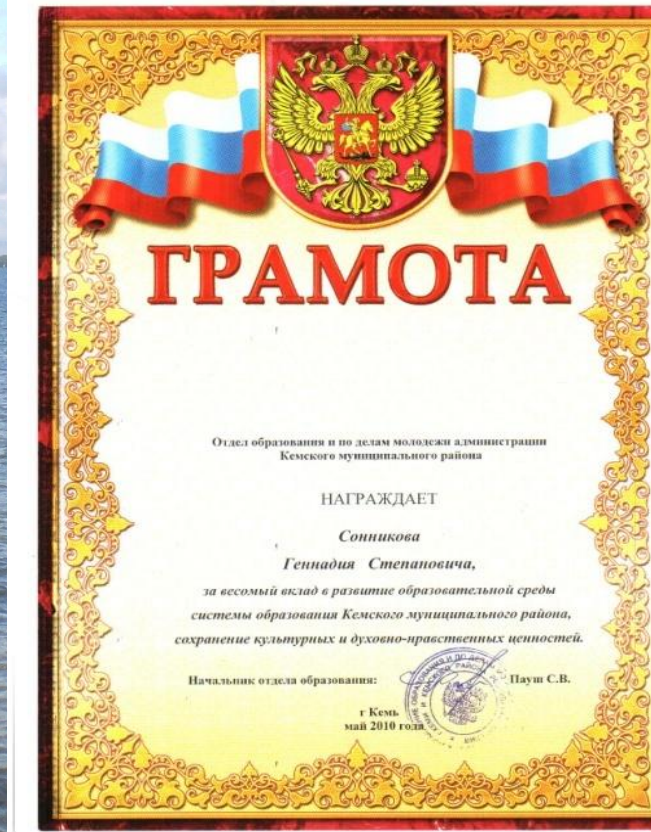 ГРАМОТА
Отдел образования и по делам молодежи администрации
Кемского муниципального района
НАГРАЖДАЕТ
Сонникова
Геннадия Степановича,
за весомый вклад в развитие образовательной среды
системы образования Кемского муниципального района,
сохранение культурных и духовно-нравственных ценностей.
Начальник отдела образования: Пауш С.В.
г Кемь
май 2010 года